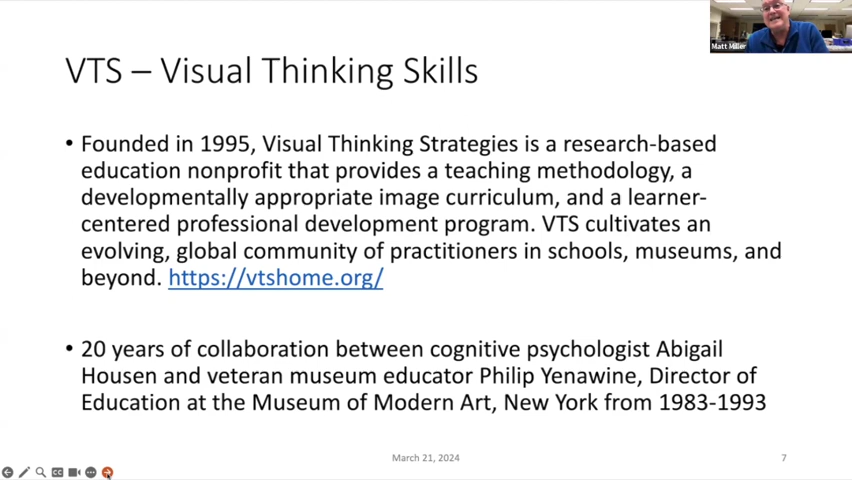 Matt Miller
VTS – Visual Thinking Skills
• Founded in 1995, Visual Thinking Strategies is a research-based
education nonprofit that provides a teaching methodology, a
developmentally appropriate image curriculum, and a learner-
centered professional development program. VTS cultivates an
evolving, global community of practitioners in schools, museums, and
beyond. https://vtshome.org/
• 20 years of collaboration between cognitive psychologist Abigail
Housen and veteran museum educator Philip Yenawine, Director of
Education at the Museum of Modern Art, New York from 1983-1993
March 21, 2024
7
CC